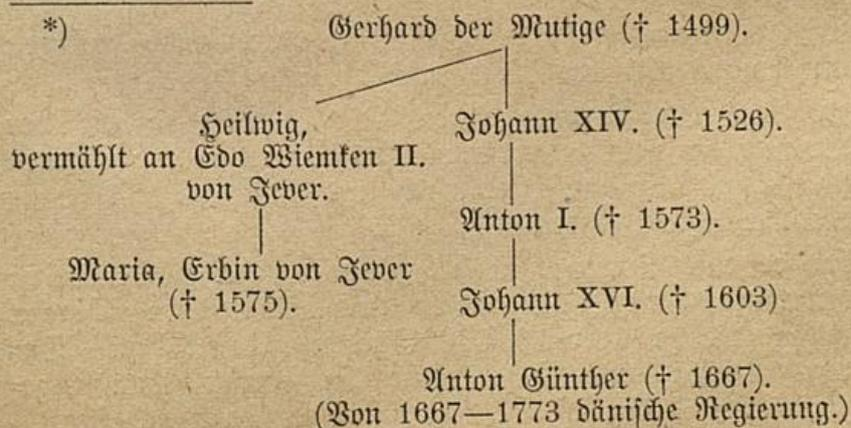 *) Gerhard der Mutige († 1499).
Heilwig,
vermählt an Edo Wiemken II.
von Jever.
Maria, Erbin von Jever
(† 1575).
Johann XIV. († 1526).
Anton I. († 1573).
Johann XVI. († 1603)
Anton Günther († 1667).
(Von 1667—1773 dänische Regierung.)